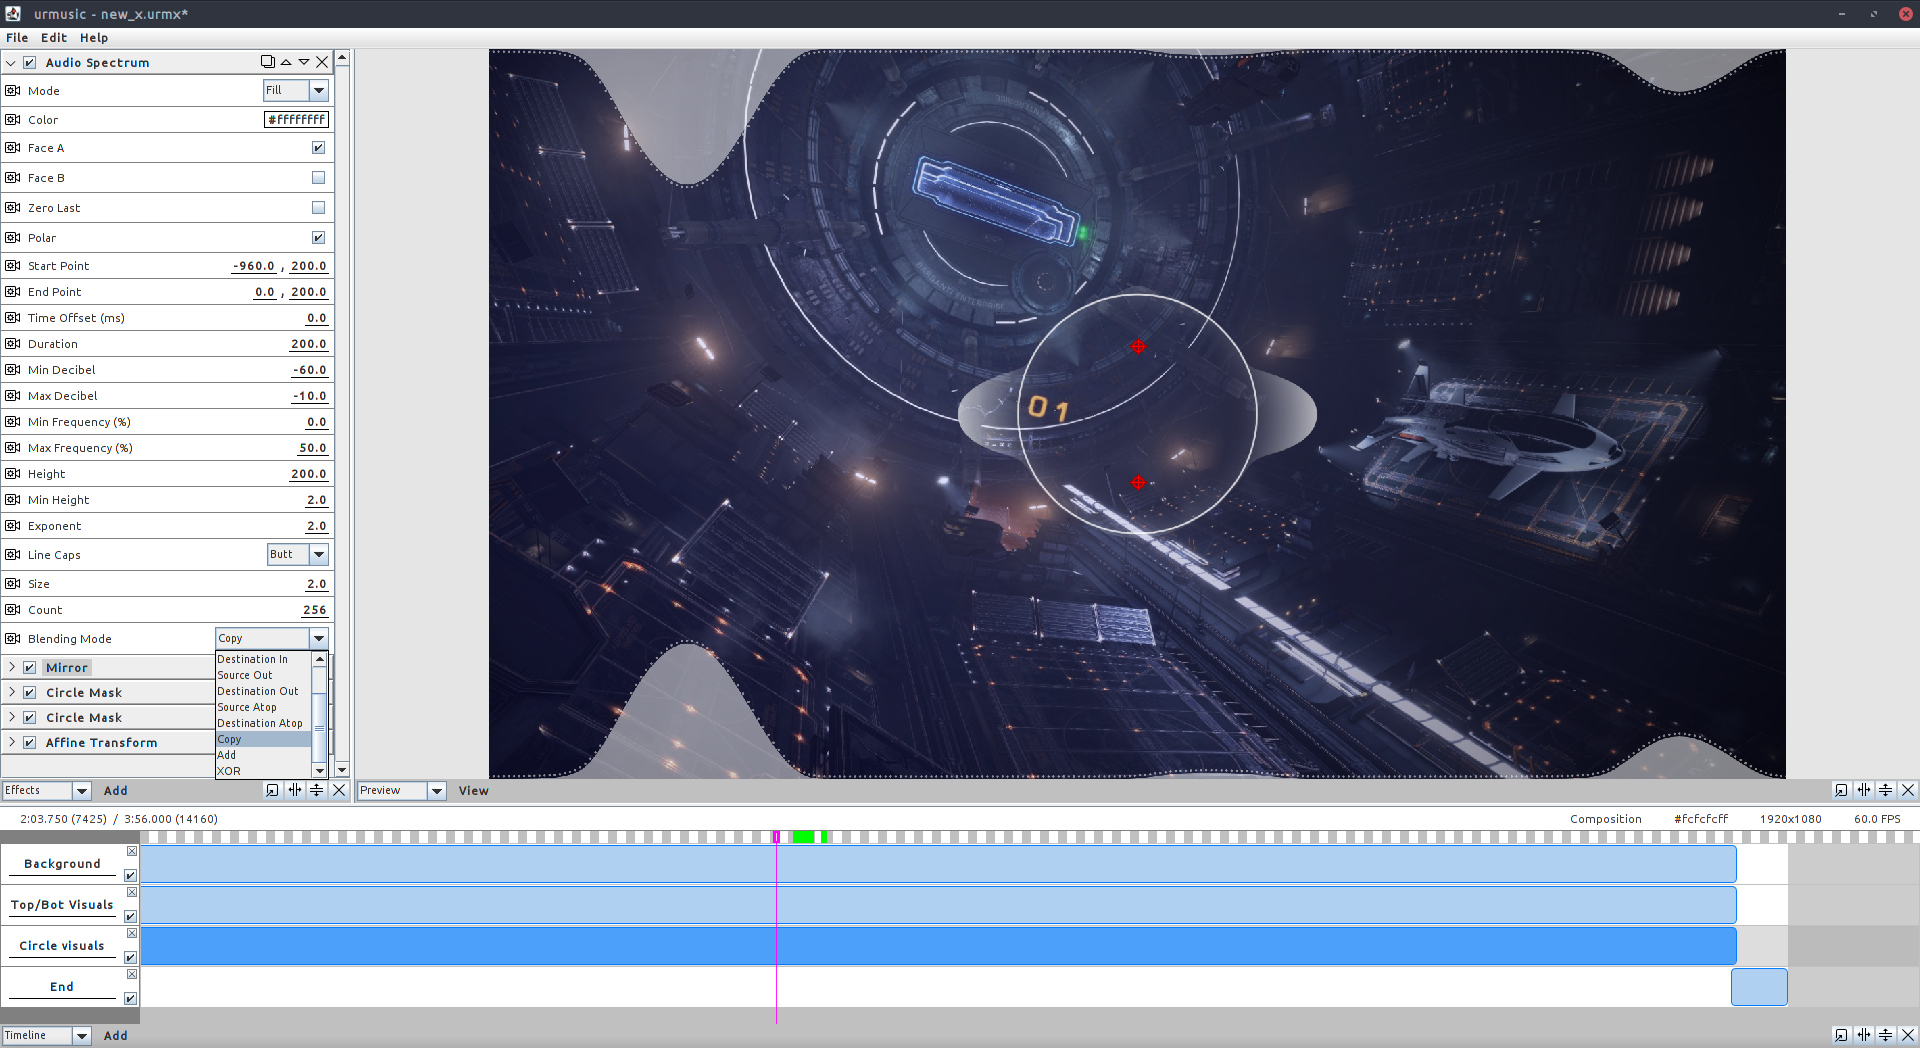 urmusic - new_x.urmx*
File Edit Help
Audio Spectrum
Mode Fill
Color #ffffffff
Face A
Face B
Zero Last
Polar
Start Point -960.0 , 200.0
End Point 0.0 , 200.0
Time Offset (ms) 0.0
Duration 200.0
Min Decibel -60.0
Max Decibel -10.0
Min Frequency (%) 0.0
Max Frequency (%) 50.0
Height 200.0
Min Height 2.0
Exponent 2.0
Line Caps Butt
Size 2.0
Count 256
Blending Mode Copy
Destination In
Source Out
Destination Out
Source Atop
Destination Atop
Copy
Add
XOR
Mirror
Circle Mask
Circle Mask
Affine Transform
Effects Add
01
Preview View
2:03.750 (7425) / 3:56.000 (14160)
Composition #fcfcfcff 1920x1080 60.0 FPS
Background
Top/Bot Visuals
Circle visuals
End
Timeline Add